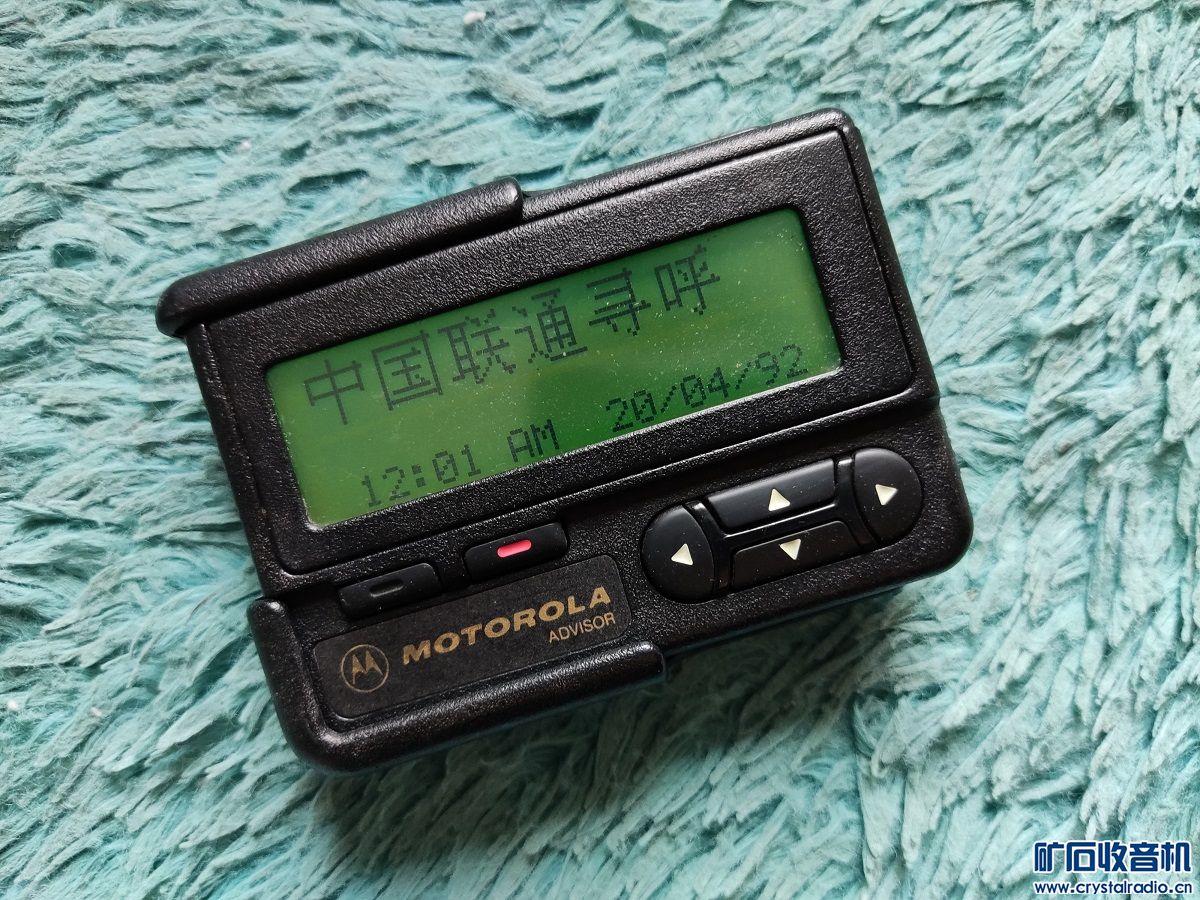 中国联通寻呼
12:01 AM 20/04/92
MOTOROLA
ADVISOR
矿石收音机
www.crystalradio.cn